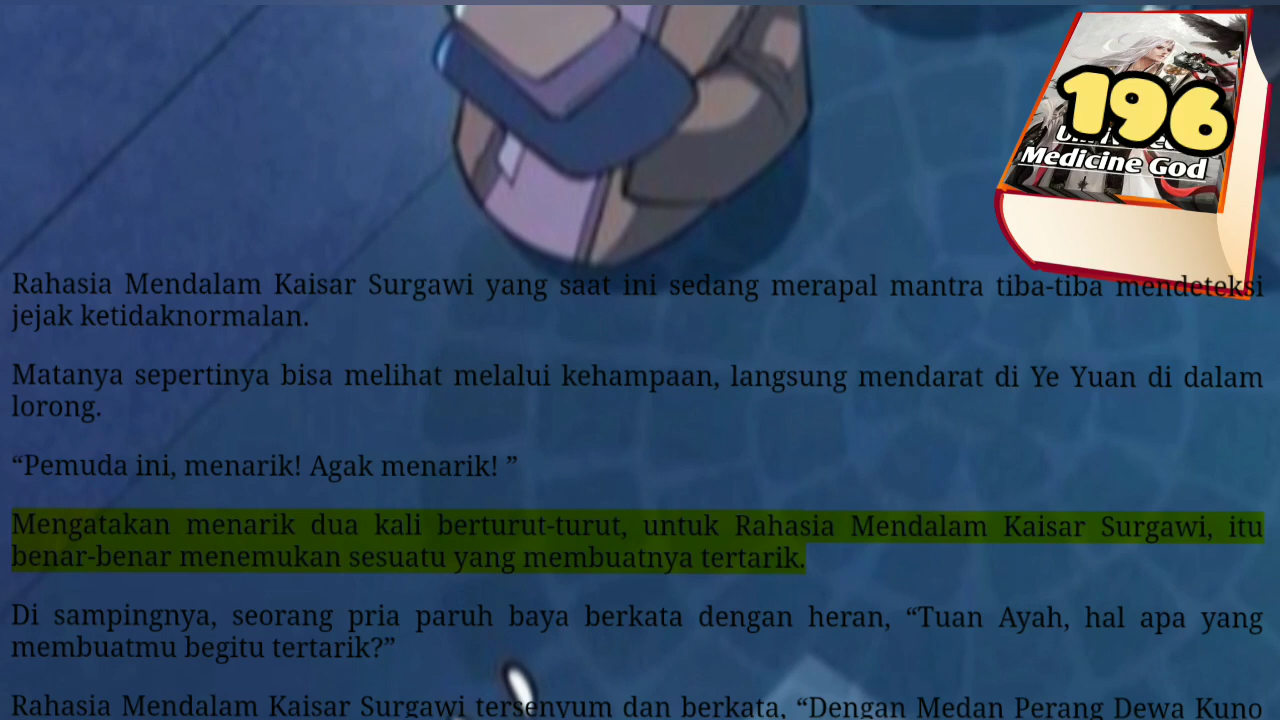 196
Medicine God
Rahasia Mendalam Kaisar Surgawi yang saat ini sedang merapal mantra tiba-tiba mendeteksi
jejak ketidaknormalan.
Matanya sepertinya bisa melihat melalui kehampaan, langsung mendarat di Ye Yuan di dalam
lorong.
“Pemuda ini, menarik! Agak menarik! ”
Mengatakan menarik dua kali berturut-turut, untuk Rahasia Mendalam Kaisar Surgawi, itu
benar-benar menemukan sesuatu yang membuatnya tertarik.
Di sampingnya, seorang pria paruh baya berkata dengan heran, “Tuan Ayah, hal apa yang
membuatmu begitu tertarik?”
Rahasia Mendalam Kaisar Surgawi tersenyum dan berkata, “Dengan Medan Perang Dewa Kuno